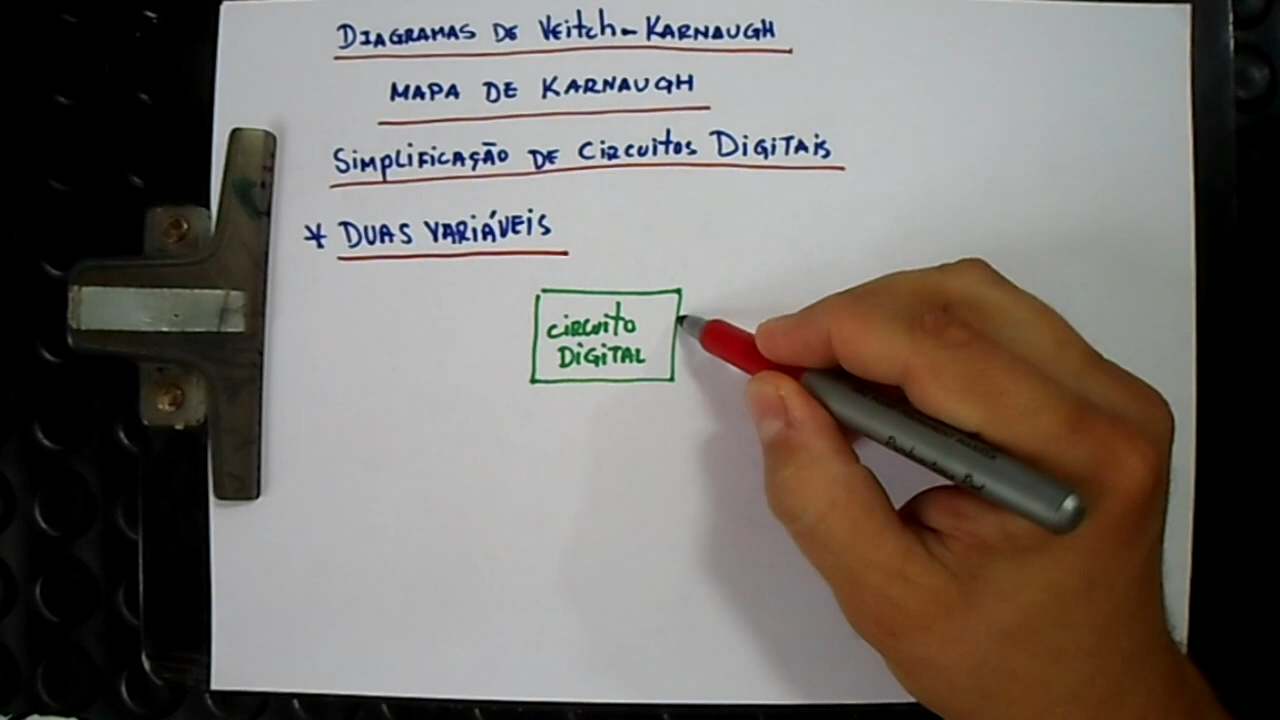 DIAGRAMAS DE VEitch-KARNAUGH
MAPA DE KARNAUGH
SimPLiFiCAÇÃO DE CirCuitos DigiTAis
* DUAS VARiÁVEiS
CirCuito
DiGiTAL